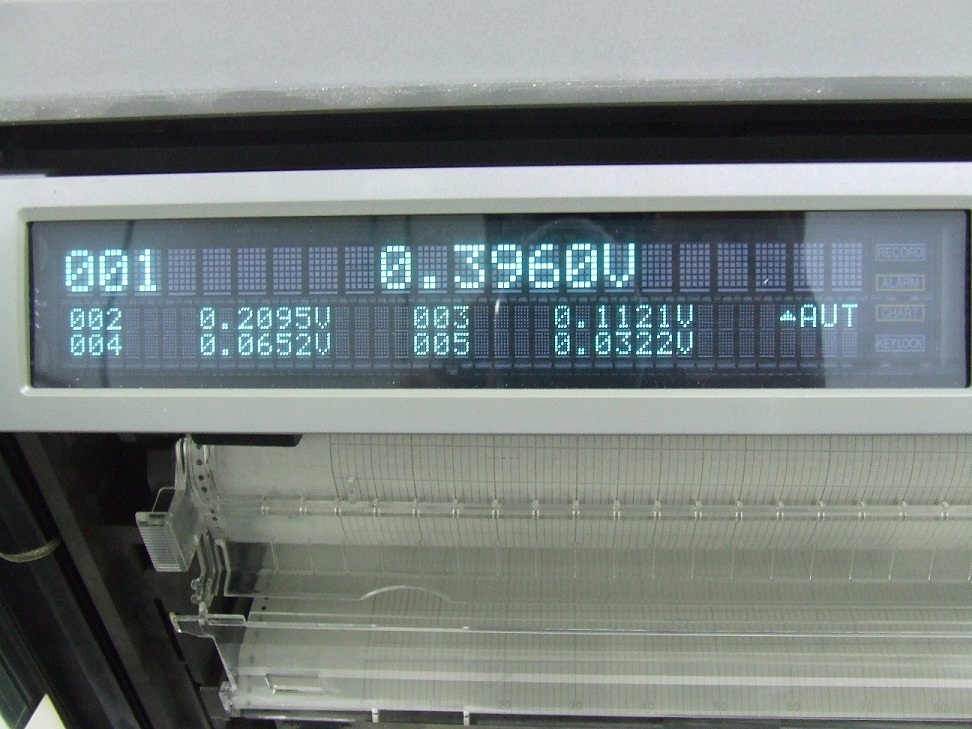 001 0.3960V
002 0.2095V 003 0.1121V AUT
004 0.0652V 005 0.0322V
RECORD
ALARM
CHART
KEYLOCK